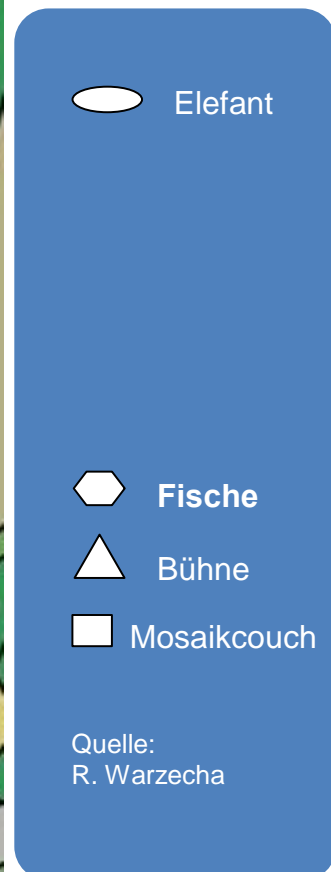 Elefant
Fische
Bühne
Mosaikcouch
Quelle:
R. Warzecha